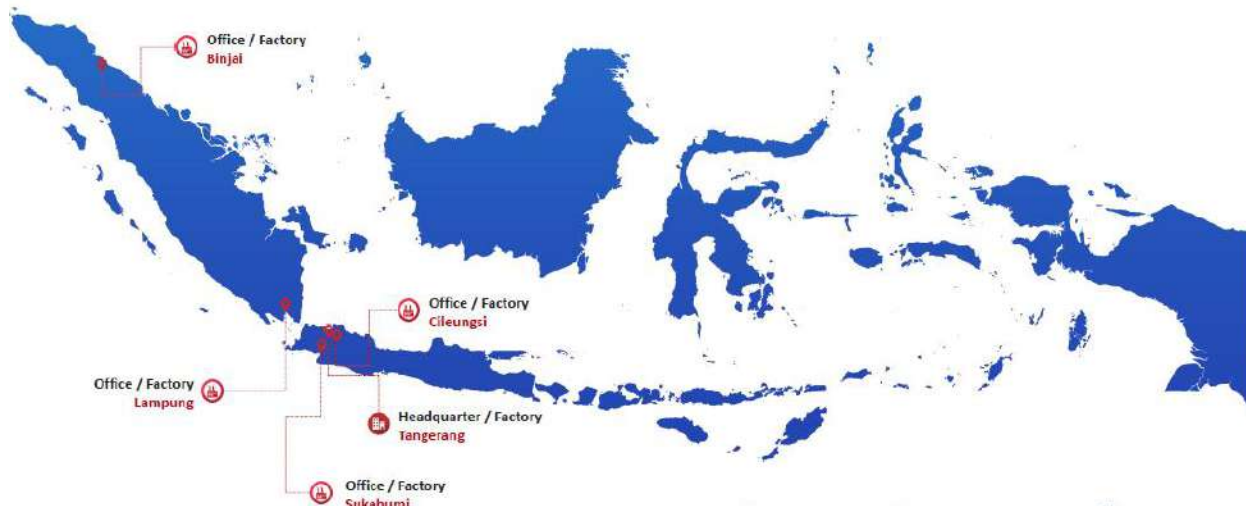 Office / Factory
Binjai
Office / Factory
Cileungsi
Office / Factory
Lampung
Headquarter / Factory
Tangerang
Office / Factory
Sukabumi